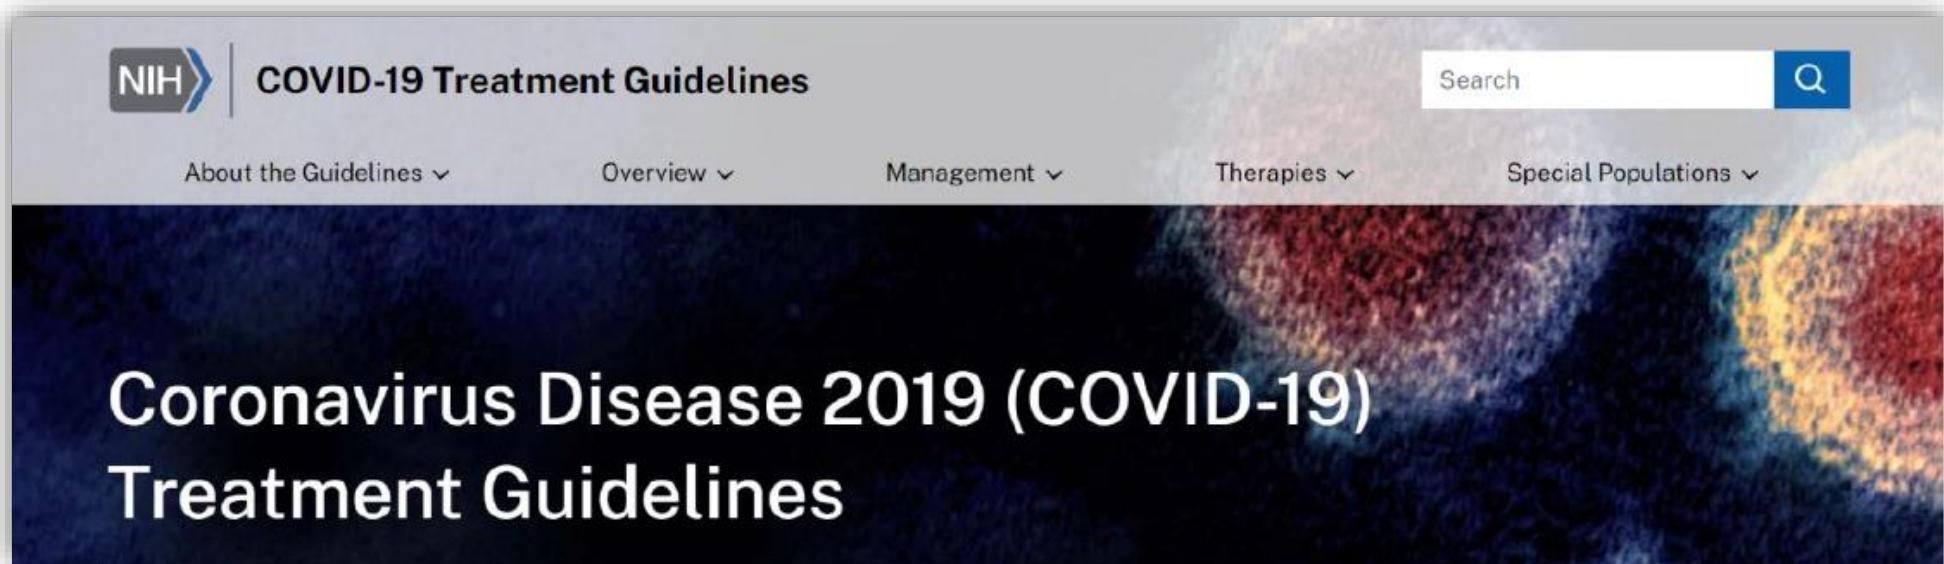 NIH
COVID-19 Treatment Guidelines
Search
About the Guidelines
Overview
Management
Therapies
Special Populations
Coronavirus Disease 2019 (COVID-19)
Treatment Guidelines